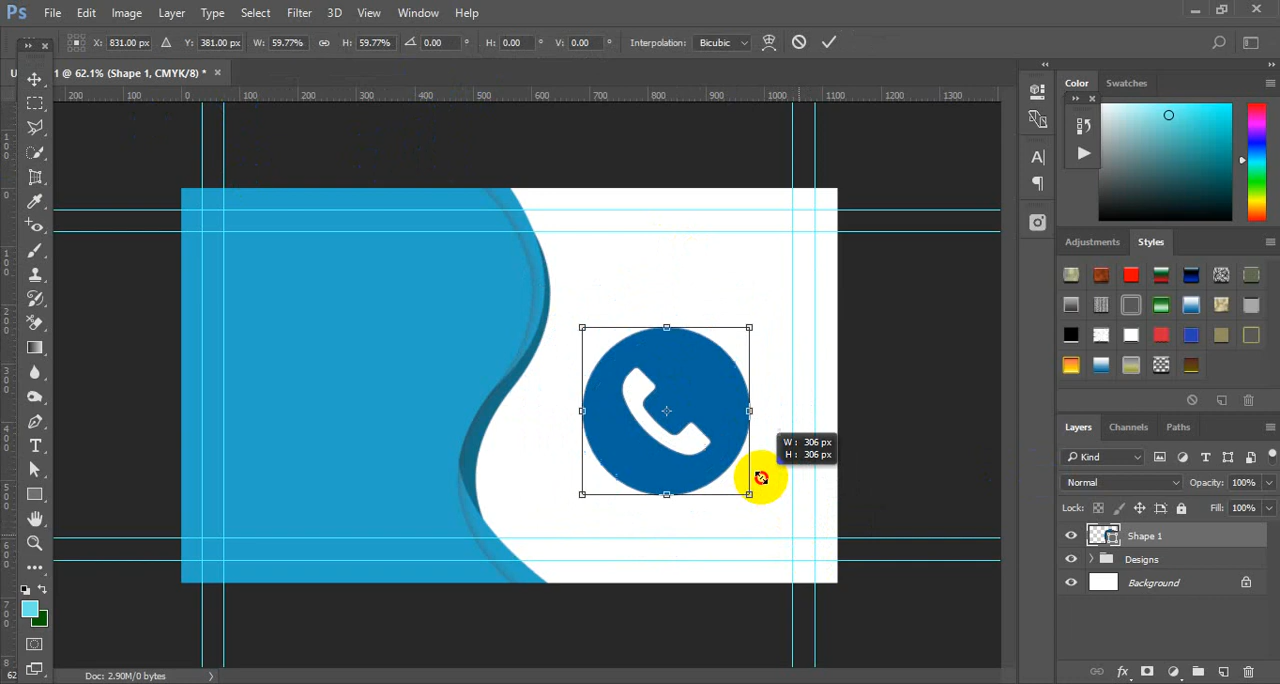 Ps File Edit Image Layer Type Select Filter 3D View Window Help
X: 831.00 px Y: 381.00 px W: 59.77% H: 59.77% 0.00 ° H: 0.00 ° V: 0.00 ° Interpolation: Bicubic
1 @ 62.1% (Shape 1, CMYK/8) * ×
200 100 0 100 200 300 400 500 600 700 800 900 1000 1100 1200 1300
Color Swatches
Adjustments Styles
W: 306 px
H: 306 px
Layers Channels Paths
Kind
Normal Opacity: 100%
Lock: Fill: 100%
Shape 1
Designs
Background
62 Doc: 2.90M/0 bytes